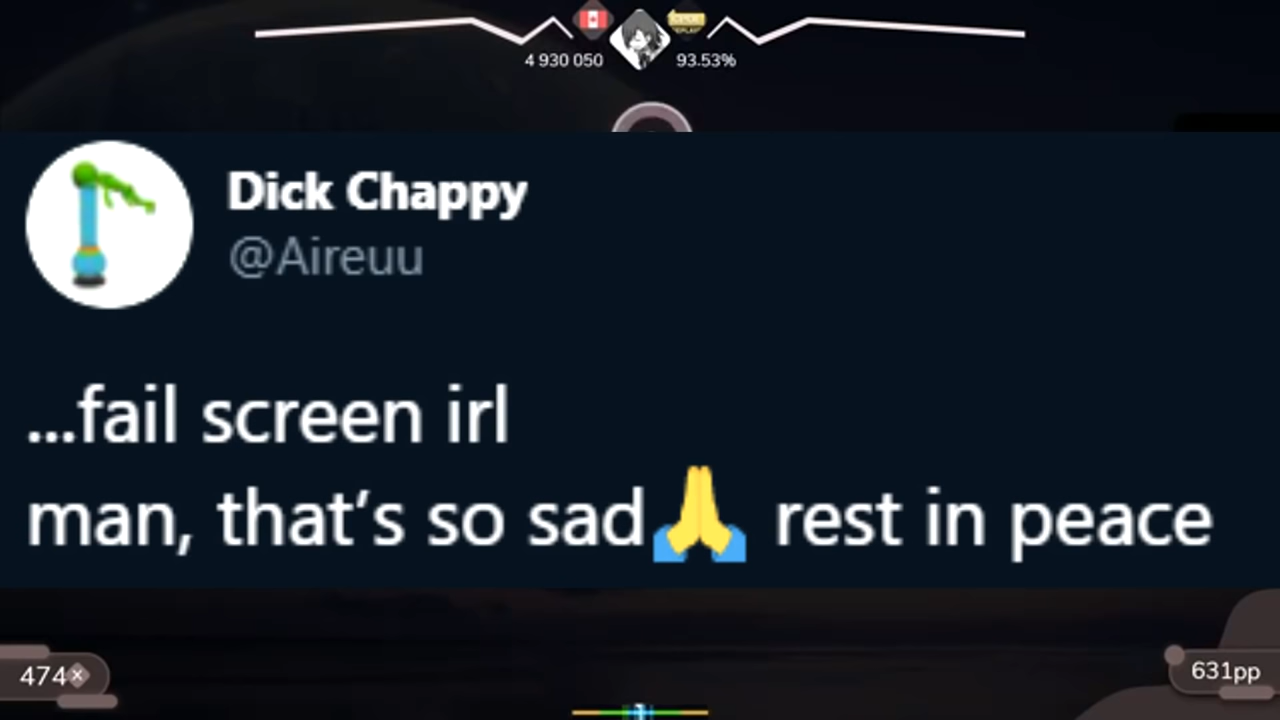 4 930 050
93.53%
Dick Chappy
@Aireuu
...fail screen irl
man, that's so sad🙏 rest in peace
474×
631pp